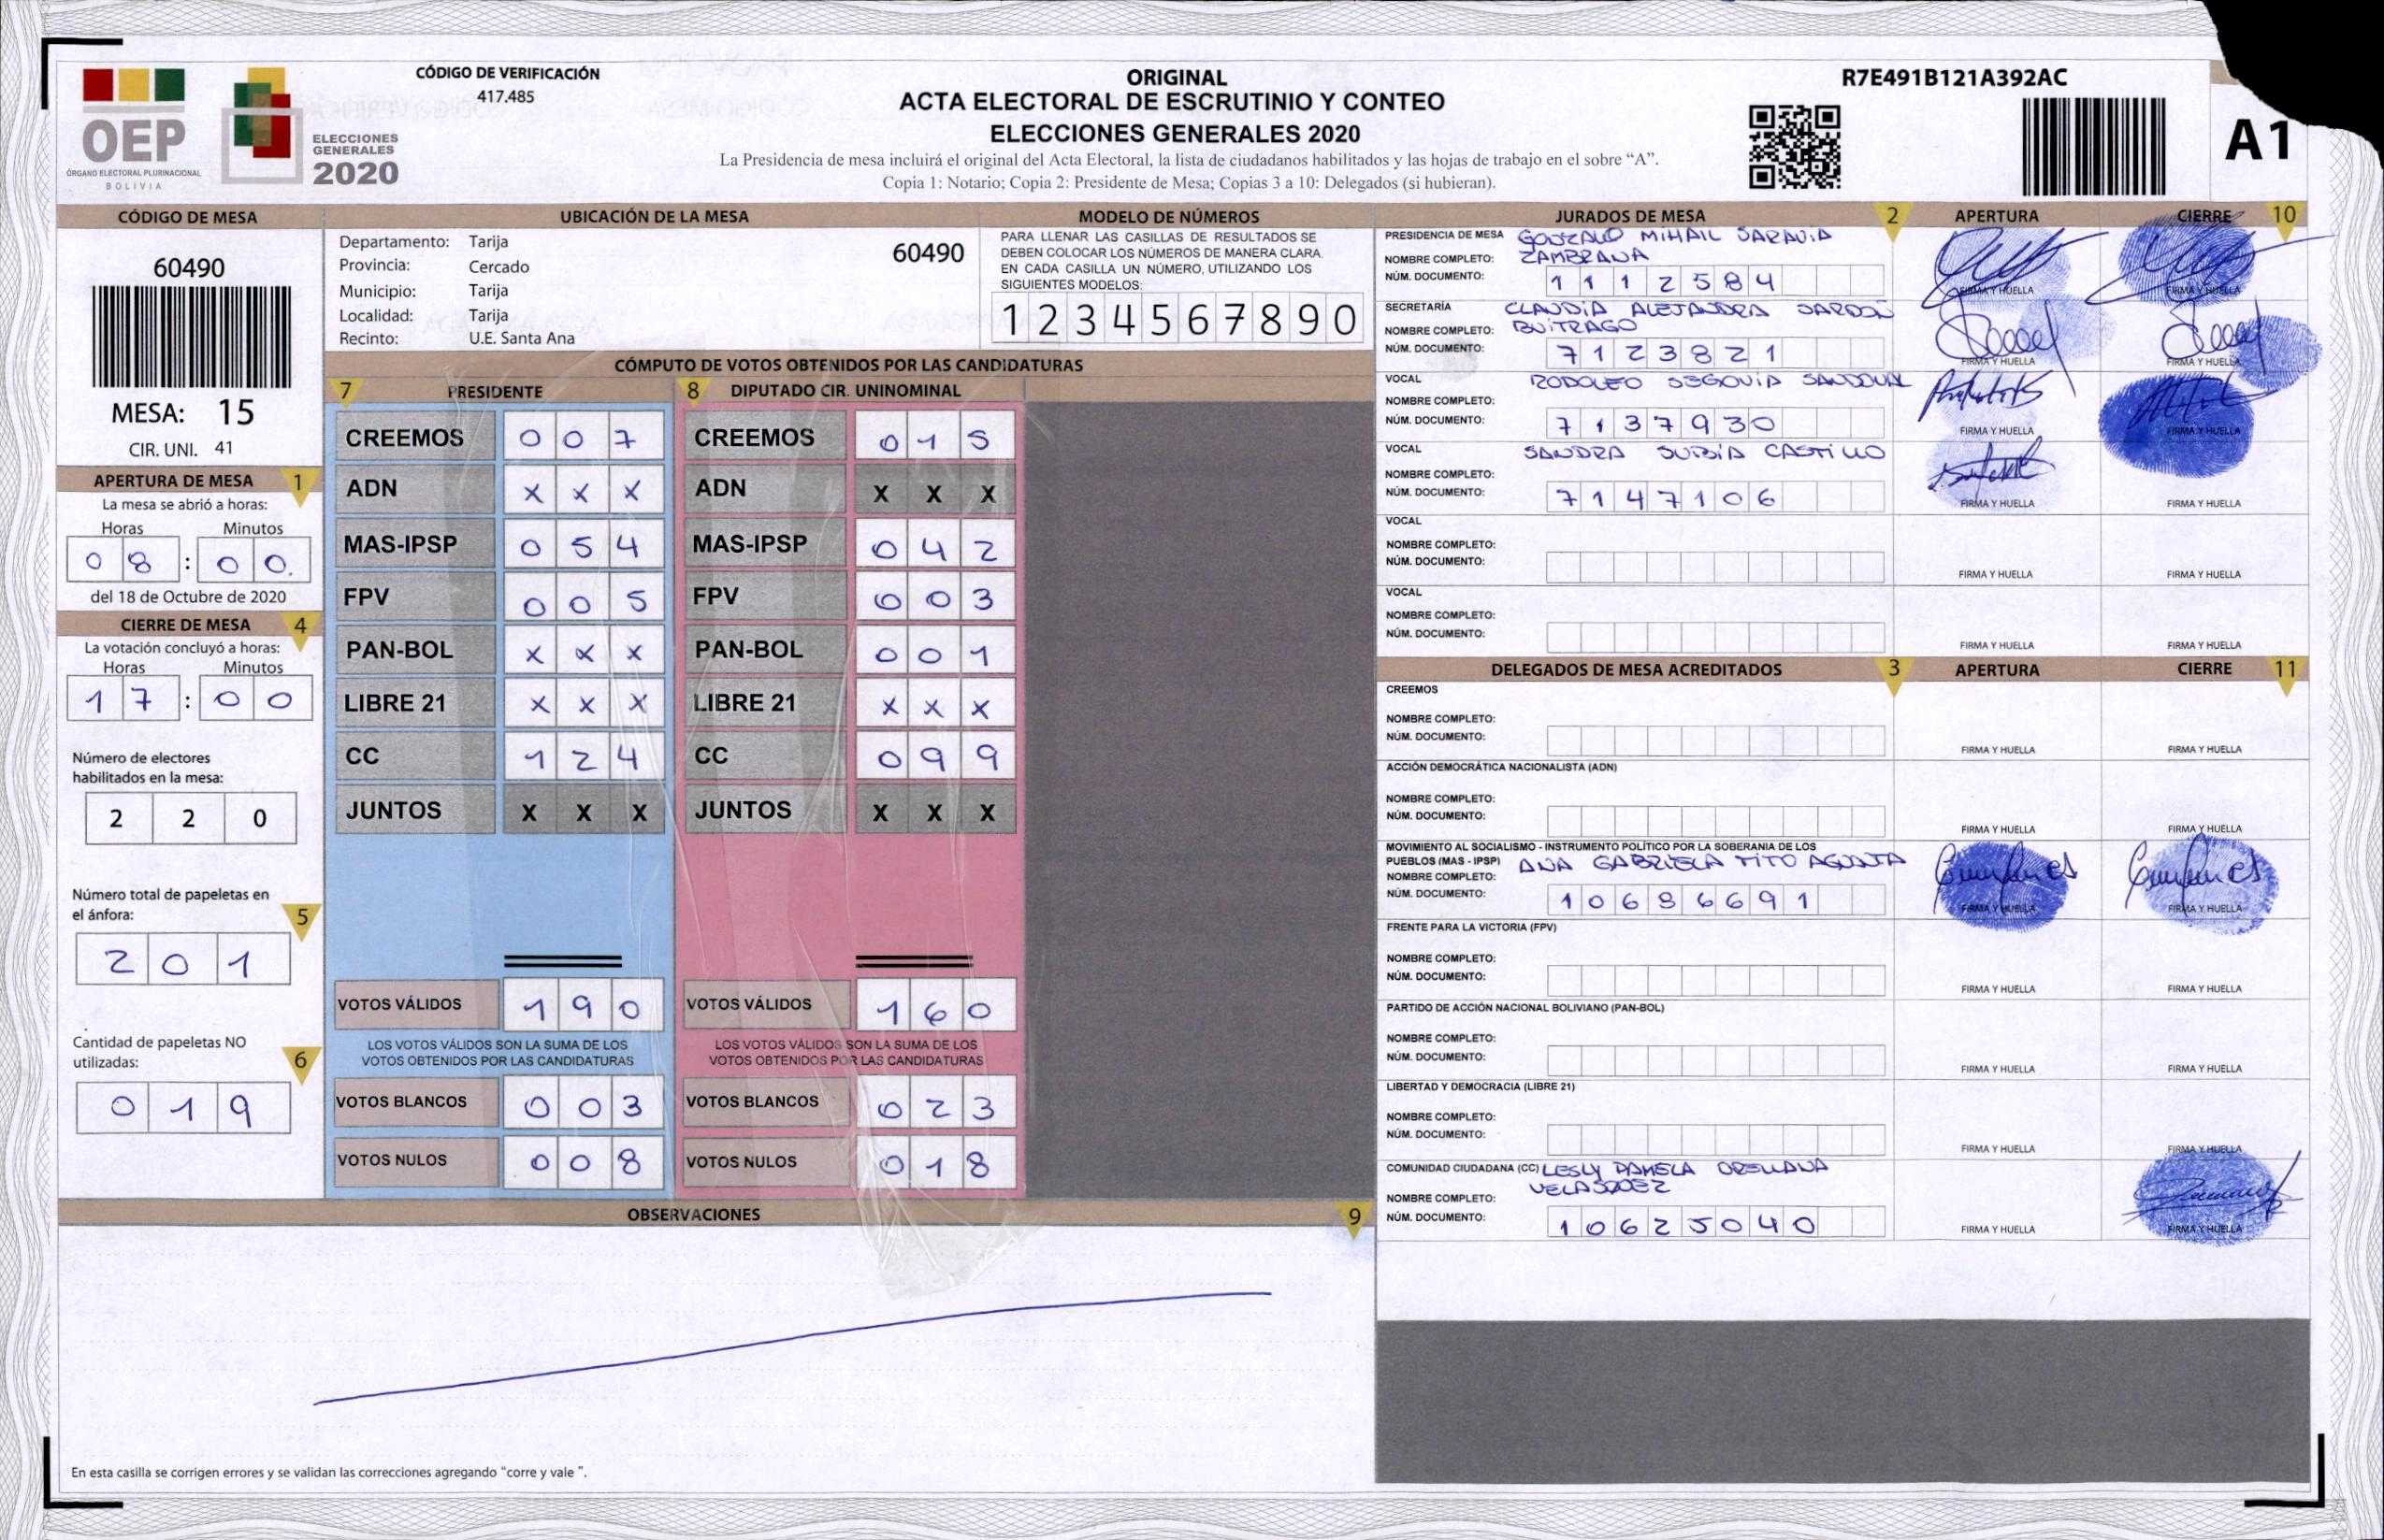 CÓDIGO DE VERIFICACIÓN
417.485
OEP
ÓRGANO ELECTORAL PLURINACIONAL
BOLIVIA
ELECCIONES
GENERALES
2020
ORIGINAL
ACTA ELECTORAL DE ESCRUTINIO Y CONTEO
ELECCIONES GENERALES 2020
La Presidencia de mesa incluirá el original del Acta Electoral, la lista de ciudadanos habilitados y las hojas de trabajo en el sobre “A”.
Copia 1: Notario; Copia 2: Presidente de Mesa; Copias 3 a 10: Delegados (si hubieran).
R7E491B121A392AC
A1
CÓDIGO DE MESA
60490
MESA: 15
CIR. UNI. 41
APERTURA DE MESA 1
La mesa se abrió a horas:
Horas Minutos
08 : 00.
del 18 de Octubre de 2020
CIERRE DE MESA 4
La votación concluyó a horas:
Horas Minutos
17 : 00
Número de electores
habilitados en la mesa:
2 2 0
Número total de papeletas en
el ánfora: 5
2 0 1
Cantidad de papeletas NO
utilizadas: 6
0 1 9
UBICACIÓN DE LA MESA
Departamento: Tarija 60490
Provincia: Cercado
Municipio: Tarija
Localidad: Tarija
Recinto: U.E. Santa Ana
MODELO DE NÚMEROS
PARA LLENAR LAS CASILLAS DE RESULTADOS SE
DEBEN COLOCAR LOS NÚMEROS DE MANERA CLARA.
EN CADA CASILLA UN NÚMERO, UTILIZANDO LOS
SIGUIENTES MODELOS:
1 2 3 4 5 6 7 8 9 0
CÓMPUTO DE VOTOS OBTENIDOS POR LAS CANDIDATURAS
7 PRESIDENTE
CREEMOS 0 0 7
ADN X X X
MAS-IPSP 0 5 4
FPV 0 0 5
PAN-BOL X X X
LIBRE 21 X X X
CC 1 2 4
JUNTOS X X X
VOTOS VÁLIDOS 1 9 0
LOS VOTOS VÁLIDOS SON LA SUMA DE LOS
VOTOS OBTENIDOS POR LAS CANDIDATURAS
VOTOS BLANCOS 0 0 3
VOTOS NULOS 0 0 8
8 DIPUTADO CIR. UNINOMINAL
CREEMOS 0 1 5
ADN X X X
MAS-IPSP 0 4 2
FPV 0 0 3
PAN-BOL 0 0 1
LIBRE 21 X X X
CC 0 9 9
JUNTOS X X X
VOTOS VÁLIDOS 1 6 0
LOS VOTOS VÁLIDOS SON LA SUMA DE LOS
VOTOS OBTENIDOS POR LAS CANDIDATURAS
VOTOS BLANCOS 0 2 3
VOTOS NULOS 0 1 8
OBSERVACIONES 9
En esta casilla se corrigen errores y se validan las correcciones agregando “corre y vale ”.
JURADOS DE MESA 2 APERTURA CIERRE 10
PRESIDENCIA DE MESA GONZALO MIHAIL SARAVIA
NOMBRE COMPLETO: ZAMBRANA
NÚM. DOCUMENTO: 1 1 1 2 5 8 4
FIRMA Y HUELLA FIRMA Y HUELLA
SECRETARÍA CLAUDIA ALEJANDRA
NOMBRE COMPLETO: BUITRAGO
NÚM. DOCUMENTO: 7 1 2 3 8 2 1
FIRMA Y HUELLA FIRMA Y HUELLA
VOCAL RODOLFO SEGOVIA SANDOVAL
NOMBRE COMPLETO:
NÚM. DOCUMENTO: 7 1 3 7 9 3 0
FIRMA Y HUELLA FIRMA Y HUELLA
VOCAL SANDRA CASTILLO
NOMBRE COMPLETO:
NÚM. DOCUMENTO: 7 1 4 7 1 0 6
FIRMA Y HUELLA FIRMA Y HUELLA
VOCAL
NOMBRE COMPLETO:
NÚM. DOCUMENTO:
FIRMA Y HUELLA FIRMA Y HUELLA
VOCAL
NOMBRE COMPLETO:
NÚM. DOCUMENTO:
FIRMA Y HUELLA FIRMA Y HUELLA
DELEGADOS DE MESA ACREDITADOS 3 APERTURA CIERRE 11
CREEMOS
NOMBRE COMPLETO:
NÚM. DOCUMENTO:
FIRMA Y HUELLA FIRMA Y HUELLA
ACCIÓN DEMOCRÁTICA NACIONALISTA (ADN)
NOMBRE COMPLETO:
NÚM. DOCUMENTO:
FIRMA Y HUELLA FIRMA Y HUELLA
MOVIMIENTO AL SOCIALISMO - INSTRUMENTO POLÍTICO POR LA SOBERANIA DE LOS
PUEBLOS (MAS - IPSP) ANA GABRIELA TITO
NOMBRE COMPLETO:
NÚM. DOCUMENTO: 1 0 6 8 6 6 9 1
FIRMA Y HUELLA FIRMA Y HUELLA
FRENTE PARA LA VICTORIA (FPV)
NOMBRE COMPLETO:
NÚM. DOCUMENTO:
FIRMA Y HUELLA FIRMA Y HUELLA
PARTIDO DE ACCIÓN NACIONAL BOLIVIANO (PAN-BOL)
NOMBRE COMPLETO:
NÚM. DOCUMENTO:
FIRMA Y HUELLA FIRMA Y HUELLA
LIBERTAD Y DEMOCRACIA (LIBRE 21)
NOMBRE COMPLETO:
NÚM. DOCUMENTO:
FIRMA Y HUELLA FIRMA Y HUELLA
COMUNIDAD CIUDADANA (CC) LESLY PAMELA ORELLANA
VELASQUEZ
NOMBRE COMPLETO:
NÚM. DOCUMENTO: 1 0 6 2 5 0 4 0
FIRMA Y HUELLA FIRMA Y HUELLA